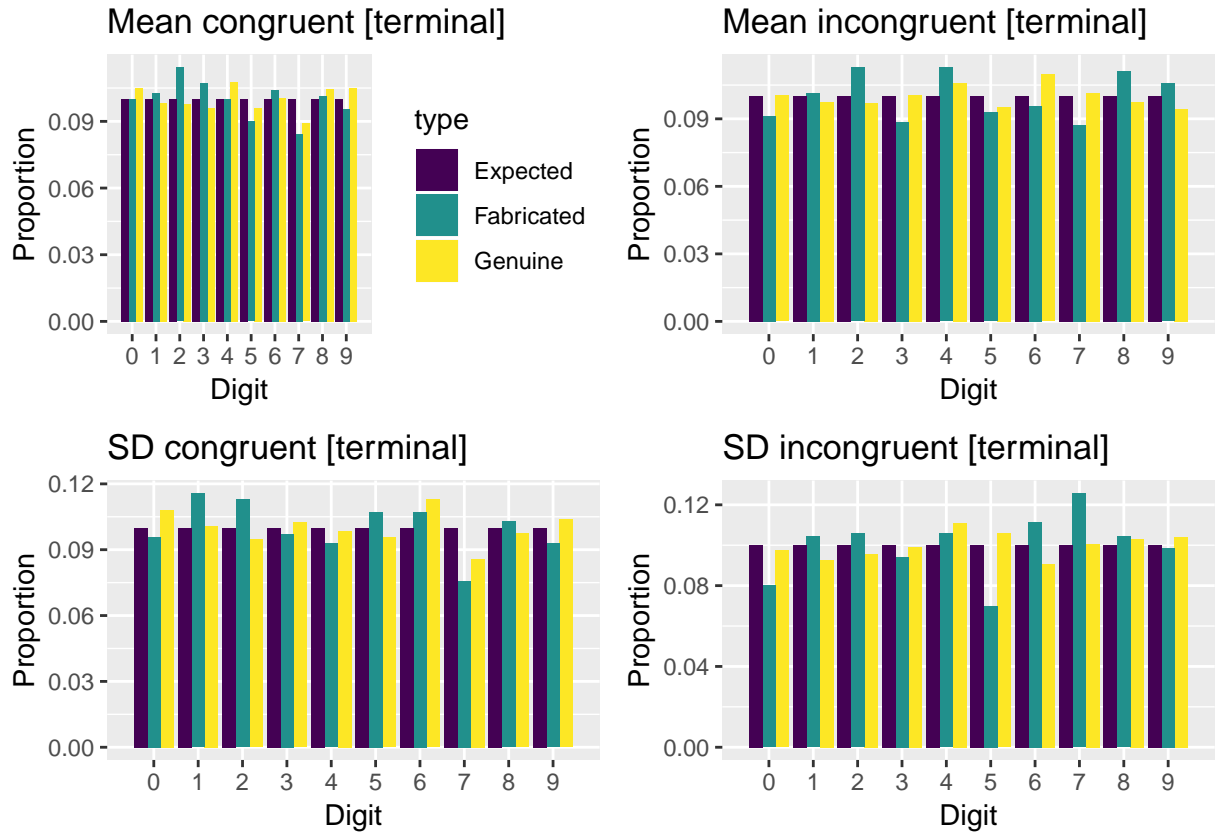 Mean congruent [terminal]
Proportion
0.09
0.06
0.03
0.00
0 1 2 3 4 5 6 7 8 9
Digit
type
Expected
Fabricated
Genuine
Mean incongruent [terminal]
Proportion
0.09
0.06
0.03
0.00
0 1 2 3 4 5 6 7 8 9
Digit
SD congruent [terminal]
Proportion
0.12
0.09
0.06
0.03
0.00
0 1 2 3 4 5 6 7 8 9
Digit
SD incongruent [terminal]
Proportion
0.12
0.08
0.04
0.00
0 1 2 3 4 5 6 7 8 9
Digit